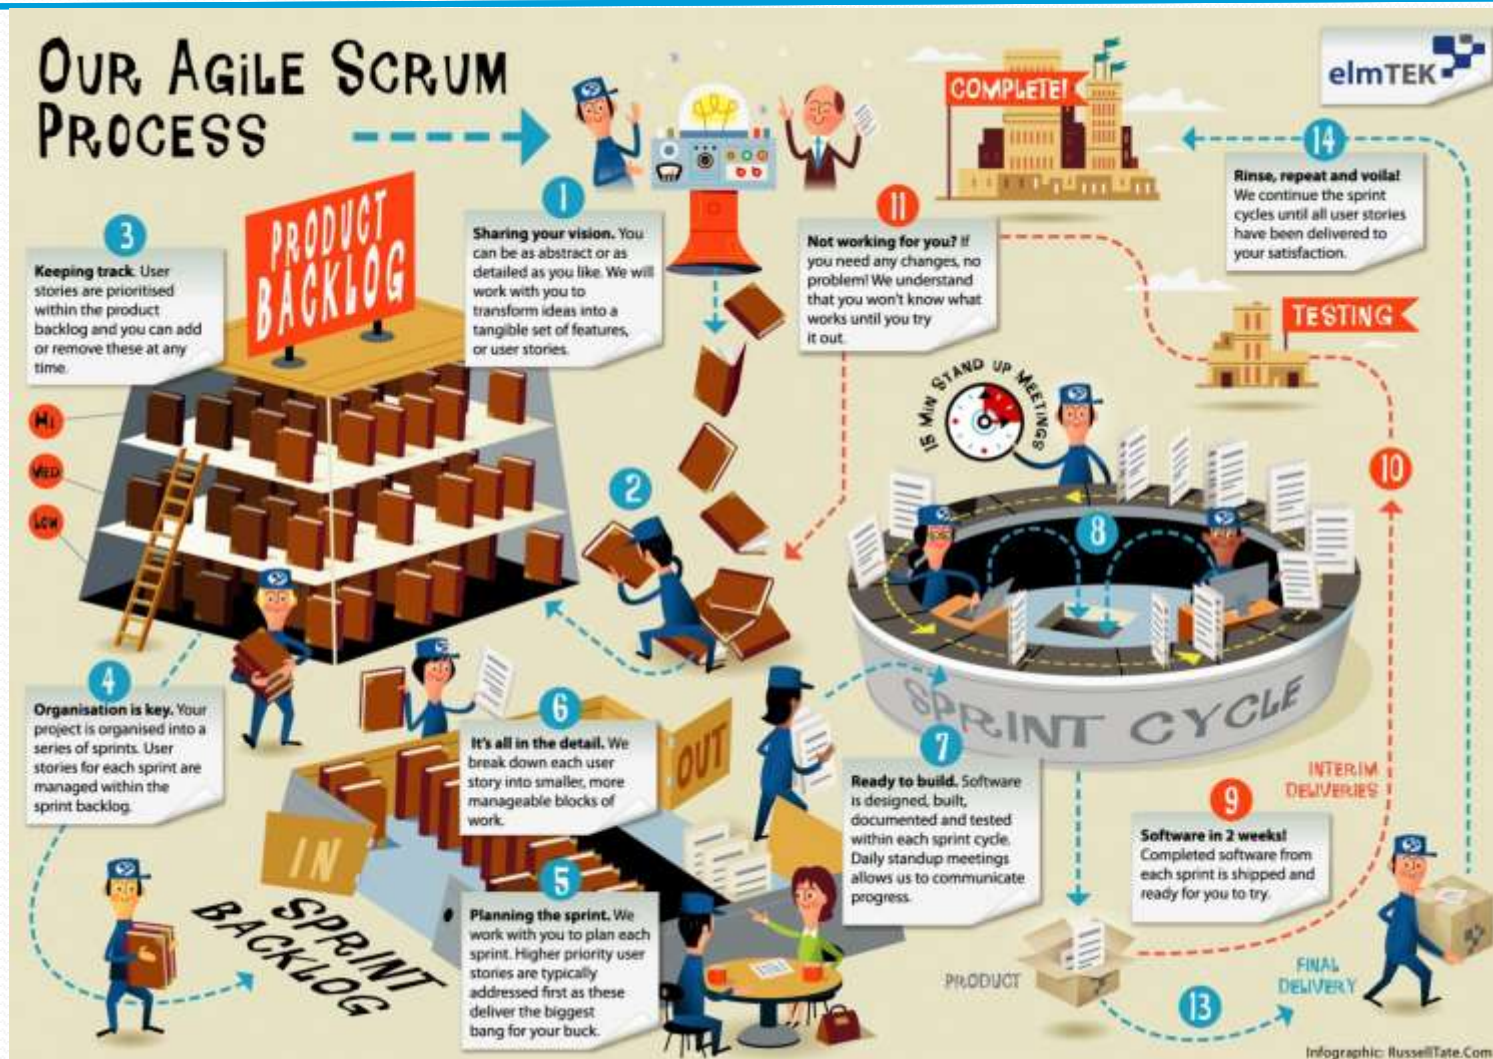 OUR AGILE SCRUM
PROCESS
elmTEK
COMPLETE!
1
Sharing your vision. You
can be as abstract or as
detailed as you like. We will
work with you to
transform ideas into a
tangible set of features,
or user stories.
2
3
Keeping track. User
stories are prioritised
within the product
backlog and you can add
or remove these at any
time.
PRODUCT
BACKLOG
HI
MED
LOW
4
Organisation is key. Your
project is organised into a
series of sprints. User
stories for each sprint are
managed within the
sprint backlog.
IN
OUT
SPRINT
BACKLOG
5
Planning the sprint. We
work with you to plan each
sprint. Higher priority user
stories are typically
addressed first as these
deliver the biggest
bang for your buck.
6
It's all in the detail. We
break down each user
story into smaller, more
manageable blocks of
work.
7
Ready to build. Software
is designed, built,
documented and tested
within each sprint cycle.
Daily standup meetings
allows us to communicate
progress.
15 MIN STAND UP MEETINGS
8
SPRINT CYCLE
9
Software in 2 weeks!
Completed software from
each sprint is shipped and
ready for you to try.
INTERIM
DELIVERIES
10
TESTING
11
Not working for you? If
you need any changes, no
problem! We understand
that you won't know what
works until you try
it out.
PRODUCT
13
FINAL
DELIVERY
14
Rinse, repeat and voila!
We continue the sprint
cycles until all user stories
have been delivered to
your satisfaction.
Infographic: RussellTate.Com